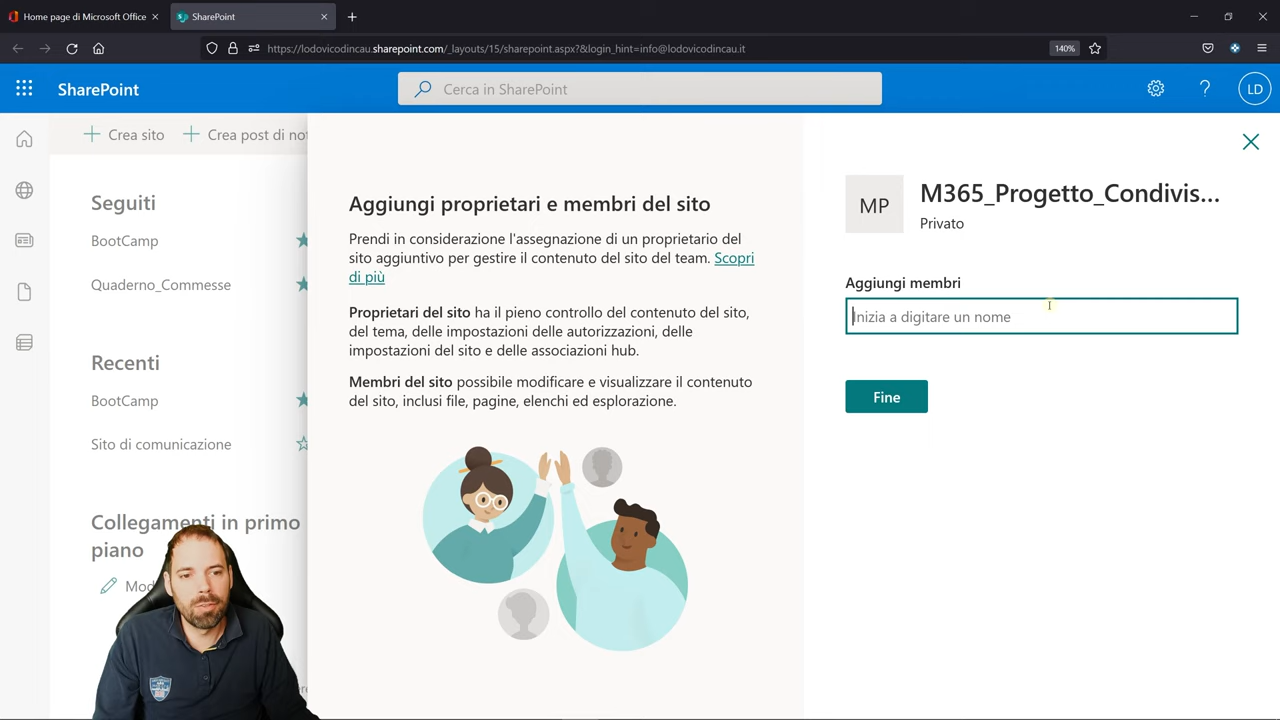 Home page di Microsoft Office
SharePoint
https://lodovicodincau.sharepoint.com/_layouts/15/sharepoint.aspx?&login_hint=info@lodovicodincau.it
140%
SharePoint
Cerca in SharePoint
LD
Crea sito
Crea post di not
Seguiti
BootCamp
Quaderno_Commesse
Recenti
BootCamp
Sito di comunicazione
Collegamenti in primo
piano
Mod
Aggiungi proprietari e membri del sito
Prendi in considerazione l'assegnazione di un proprietario del
sito aggiuntivo per gestire il contenuto del sito del team. Scopri
di più
Proprietari del sito ha il pieno controllo del contenuto del sito,
del tema, delle impostazioni delle autorizzazioni, delle
impostazioni del sito e delle associazioni hub.
Membri del sito possibile modificare e visualizzare il contenuto
del sito, inclusi file, pagine, elenchi ed esplorazione.
MP
M365_Progetto_Condivis...
Privato
Aggiungi membri
Inizia a digitare un nome
Fine